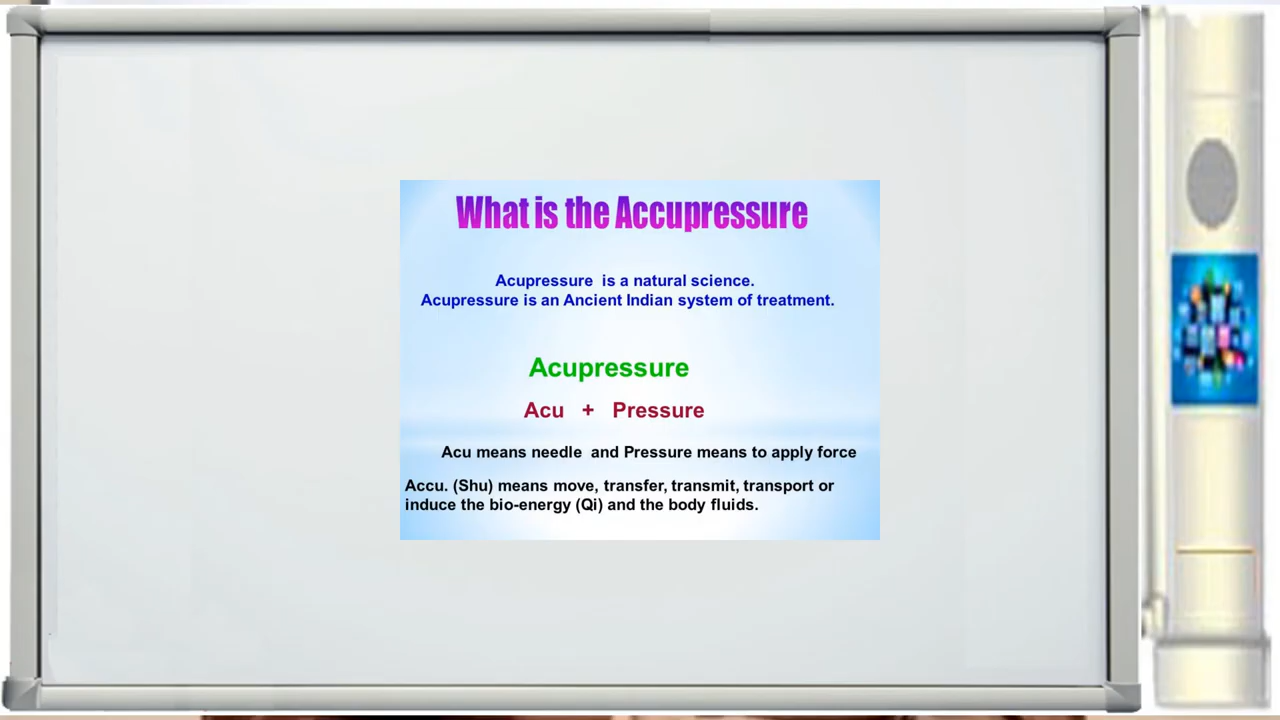 What is the Accupressure
Acupressure is a natural science.
Acupressure is an Ancient Indian system of treatment.
Acupressure
Acu + Pressure
Acu means needle and Pressure means to apply force
Accu. (Shu) means move, transfer, transmit, transport or
induce the bio-energy (Qi) and the body fluids.